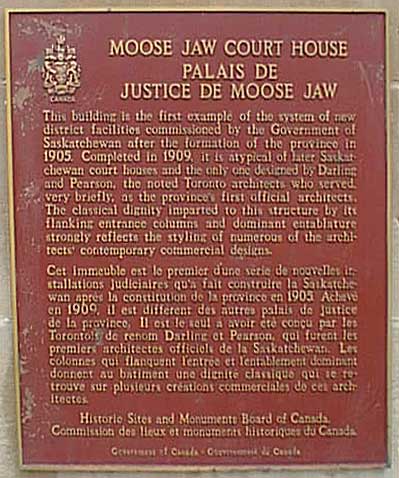 CANADA
MOOSE JAW COURT HOUSE
PALAIS DE
JUSTICE DE MOOSE JAW
This building is the first example of the system of new
district facilities commissioned by the Government of
Saskatchewan after the formation of the province in
1905. Completed in 1909, it is atypical of later Saskat-
chewan court houses and the only one designed by Darling
and Pearson, the noted Toronto architects who served,
very briefly, as the province's first official architects.
The classical dignity imparted to this structure by its
flanking entrance columns and dominant entablature
strongly reflects the styling of numerous of the archi-
tects' contemporary commercial designs.
Cet immeuble est le premier d'une série de nouvelles in-
stallations judiciaires qu'a fait construire la Saskatche-
wan après la constitution de la province en 1905. Achevé
en 1909, il est différent des autres palais de justice
de la province. Il est le seul à avoir été conçu par les
Torontois de renom Darling et Pearson, qui furent les
premiers architectes officiels de la Saskatchewan. Les
colonnes qui flanquent l'entrée et l'entablement dominant
donnent au bâtiment une dignité classique qui se re-
trouve sur plusieurs créations commerciales de ces arch-
itectes.
Historic Sites and Monuments Board of Canada.
Commission des lieux et monuments historiques du Canada.
Government of Canada - Gouvernement du Canada